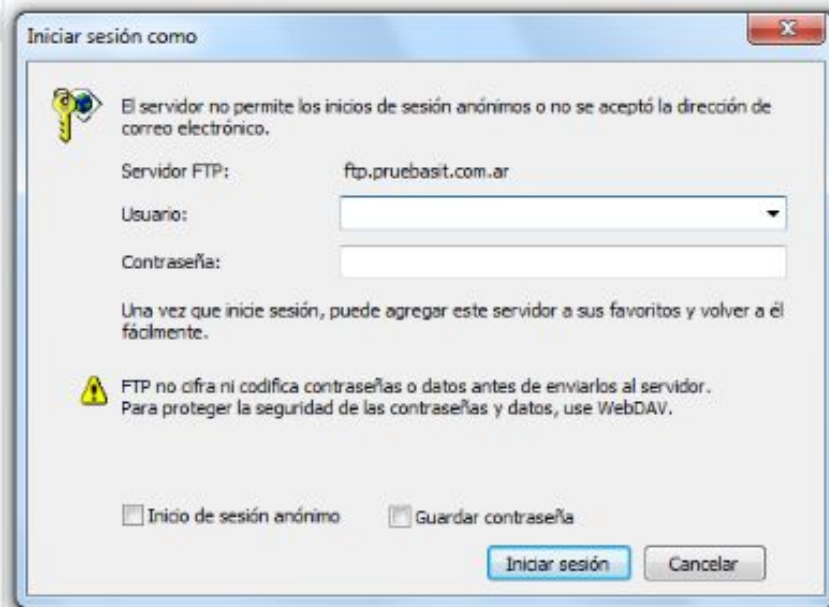 Iniciar sesión como
El servidor no permite los inicios de sesión anónimos o no se aceptó la dirección de
correo electrónico.
Servidor FTP: ftp.pruebasit.com.ar
Usuario:
Contraseña:
Una vez que inicie sesión, puede agregar este servidor a sus favoritos y volver a él
fácilmente.
FTP no cifra ni codifica contraseñas o datos antes de enviarlos al servidor.
Para proteger la seguridad de las contraseñas y datos, use WebDAV.
Inicio de sesión anónimo Guardar contraseña
Iniciar sesión Cancelar